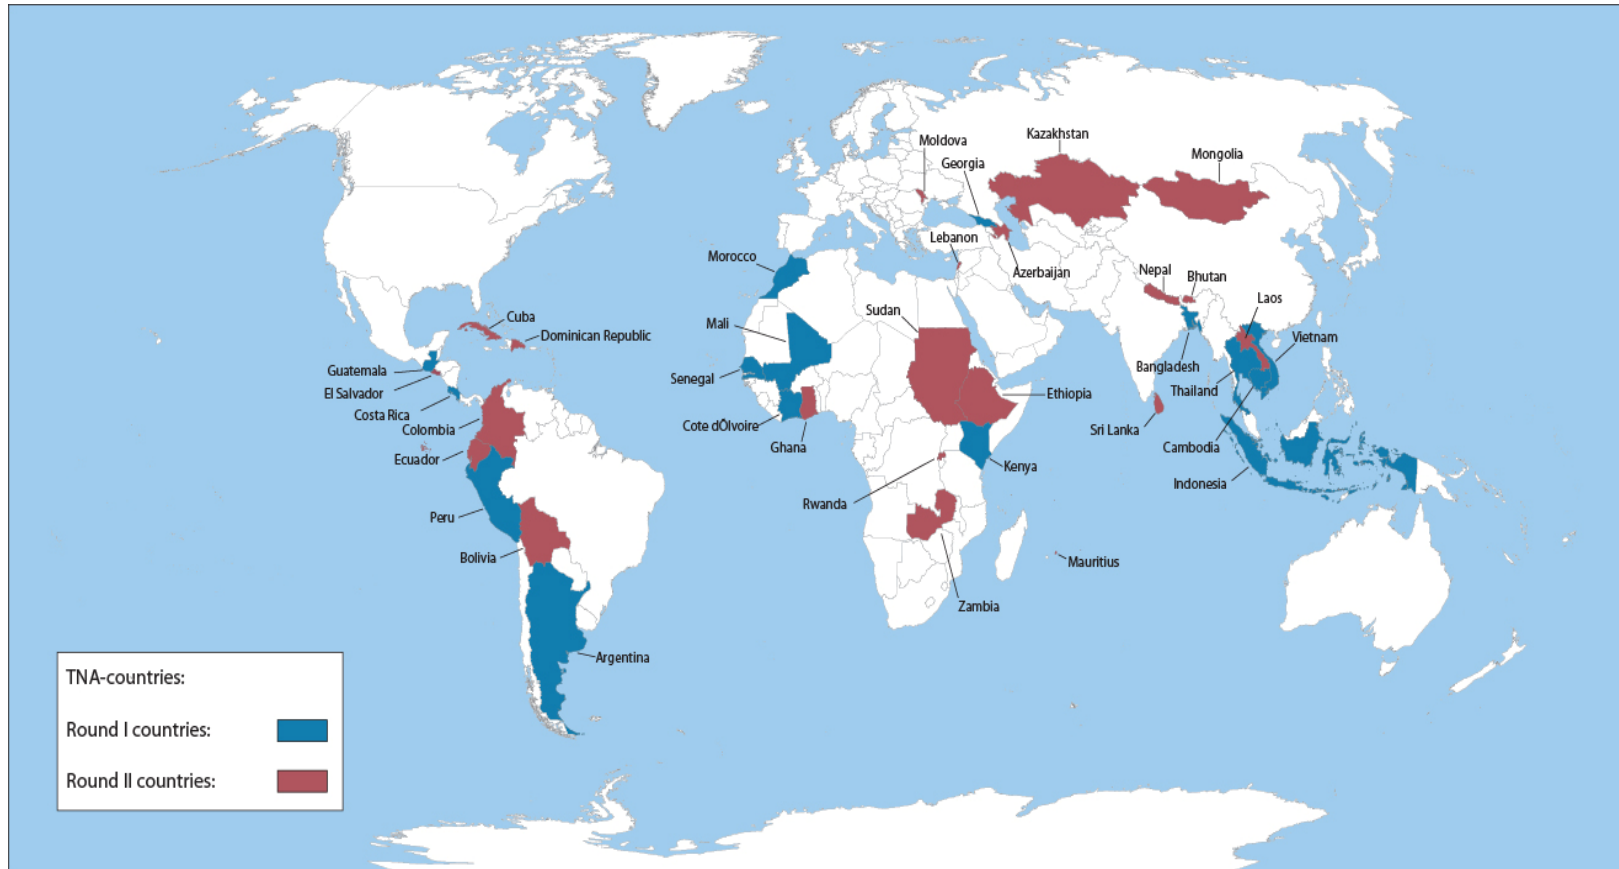 Kazakhstan
Moldova
Mongolia
Georgia
Lebanon
Morocco
Azerbaijan
Nepal
Bhutan
Laos
Sudan
Cuba
Mali
Dominican Republic
Vietnam
Guatemala
Bangladesh
Senegal
El Salvador
Ethiopia
Thailand
Costa Rica
Cote dÕlvoire
Colombia
Sri Lanka
Ghana
Cambodia
Ecuador
Kenya
Indonesia
Rwanda
Peru
Bolivia
Mauritius
Zambia
Argentina
TNA-countries:
Round I countries:
Round II countries: